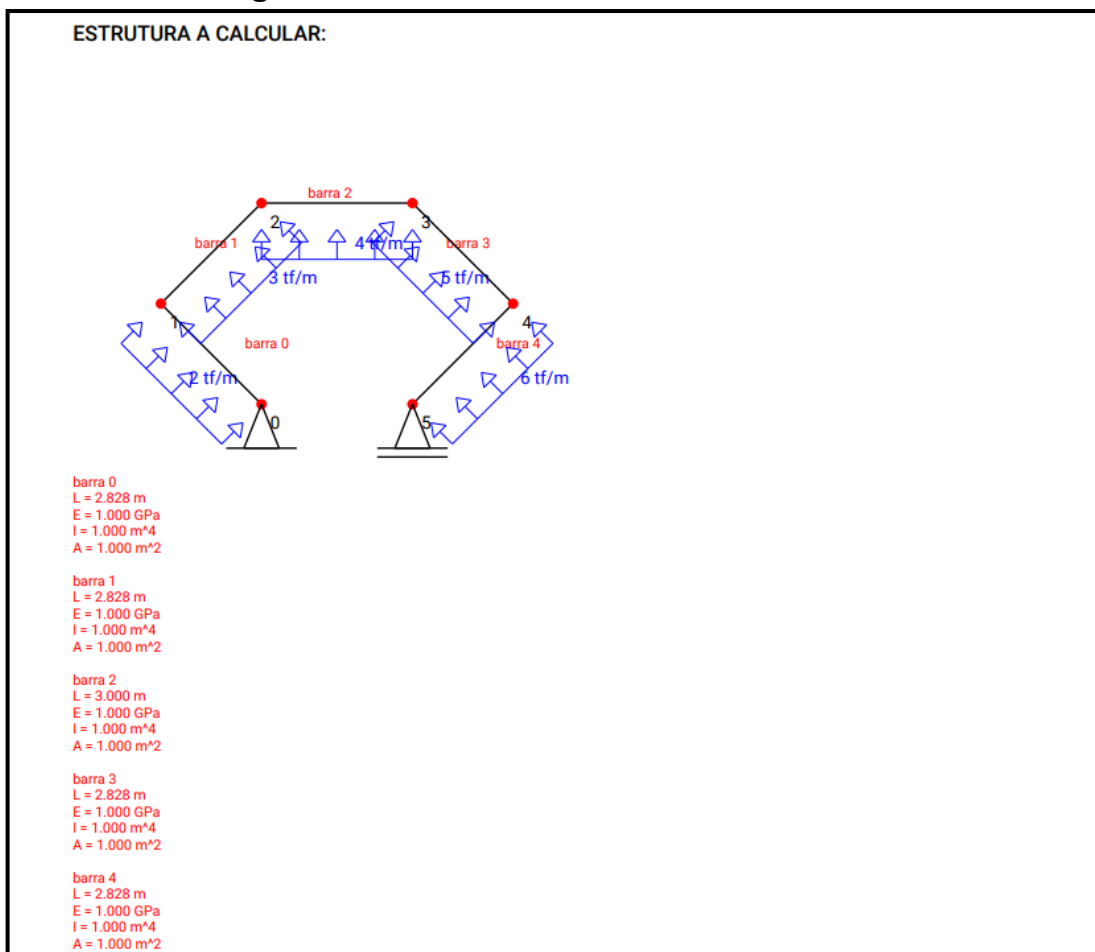 ESTRUTURA A CALCULAR:
barra 2
2
3
barra 1
4 tf/m
barra 3
3 tf/m
5 tf/m
1
4
barra 0
barra 4
2 tf/m
6 tf/m
0
5
barra 0
L = 2.828 m
E = 1.000 GPa
I = 1.000 m^4
A = 1.000 m^2
barra 1
L = 2.828 m
E = 1.000 GPa
I = 1.000 m^4
A = 1.000 m^2
barra 2
L = 3.000 m
E = 1.000 GPa
I = 1.000 m^4
A = 1.000 m^2
barra 3
L = 2.828 m
E = 1.000 GPa
I = 1.000 m^4
A = 1.000 m^2
barra 4
L = 2.828 m
E = 1.000 GPa
I = 1.000 m^4
A = 1.000 m^2